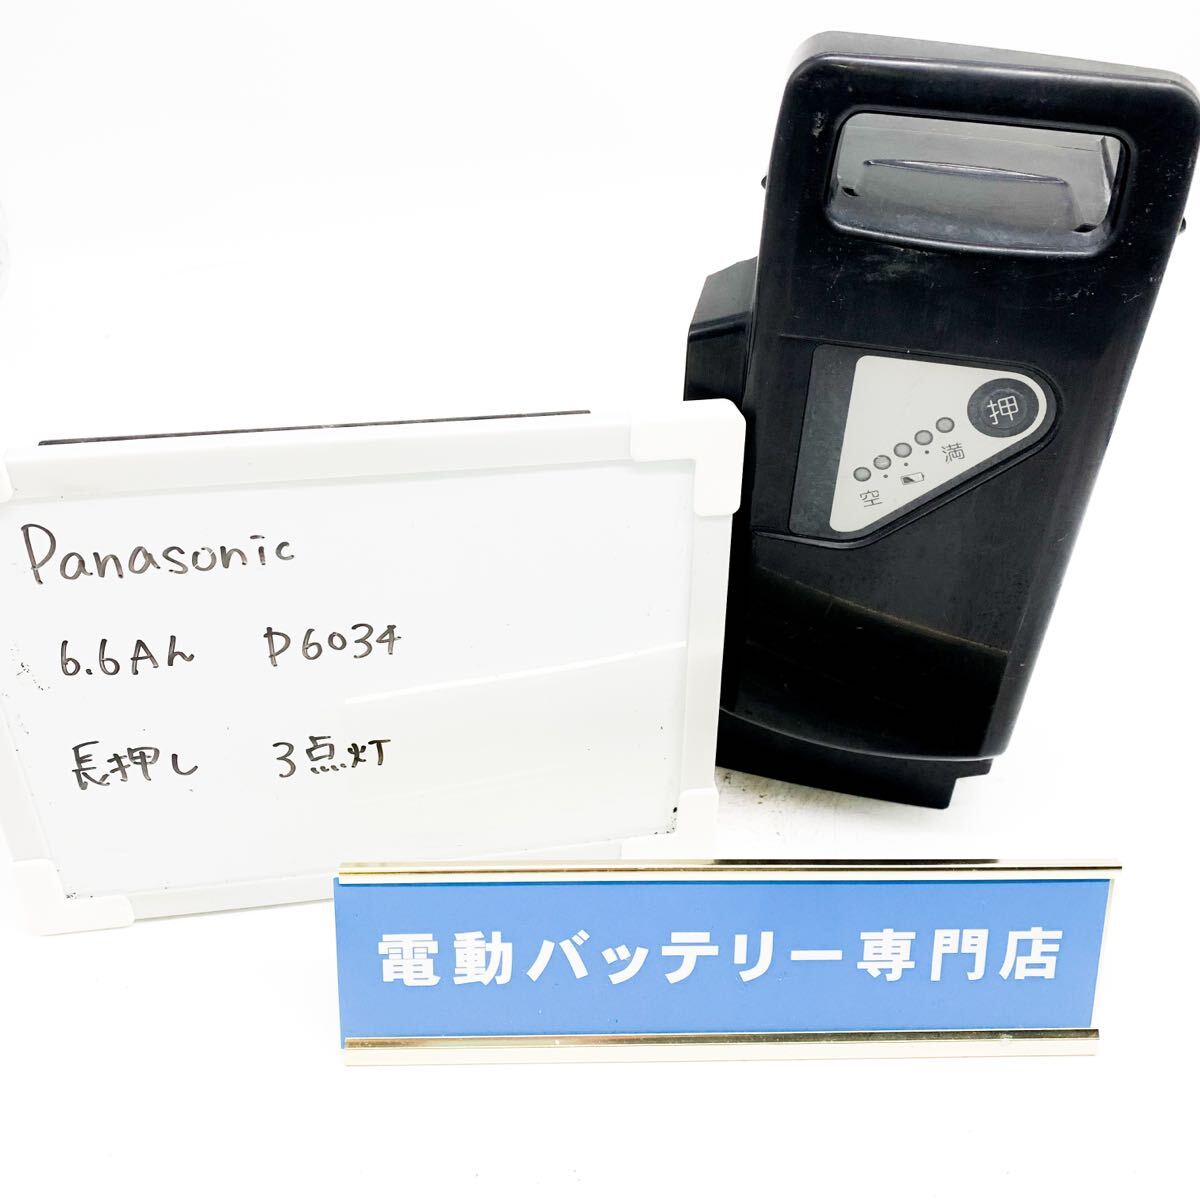 Panasonic
6.6Ah D6034
長押し 3点灯
押
満
空
電動バッテリー専門店